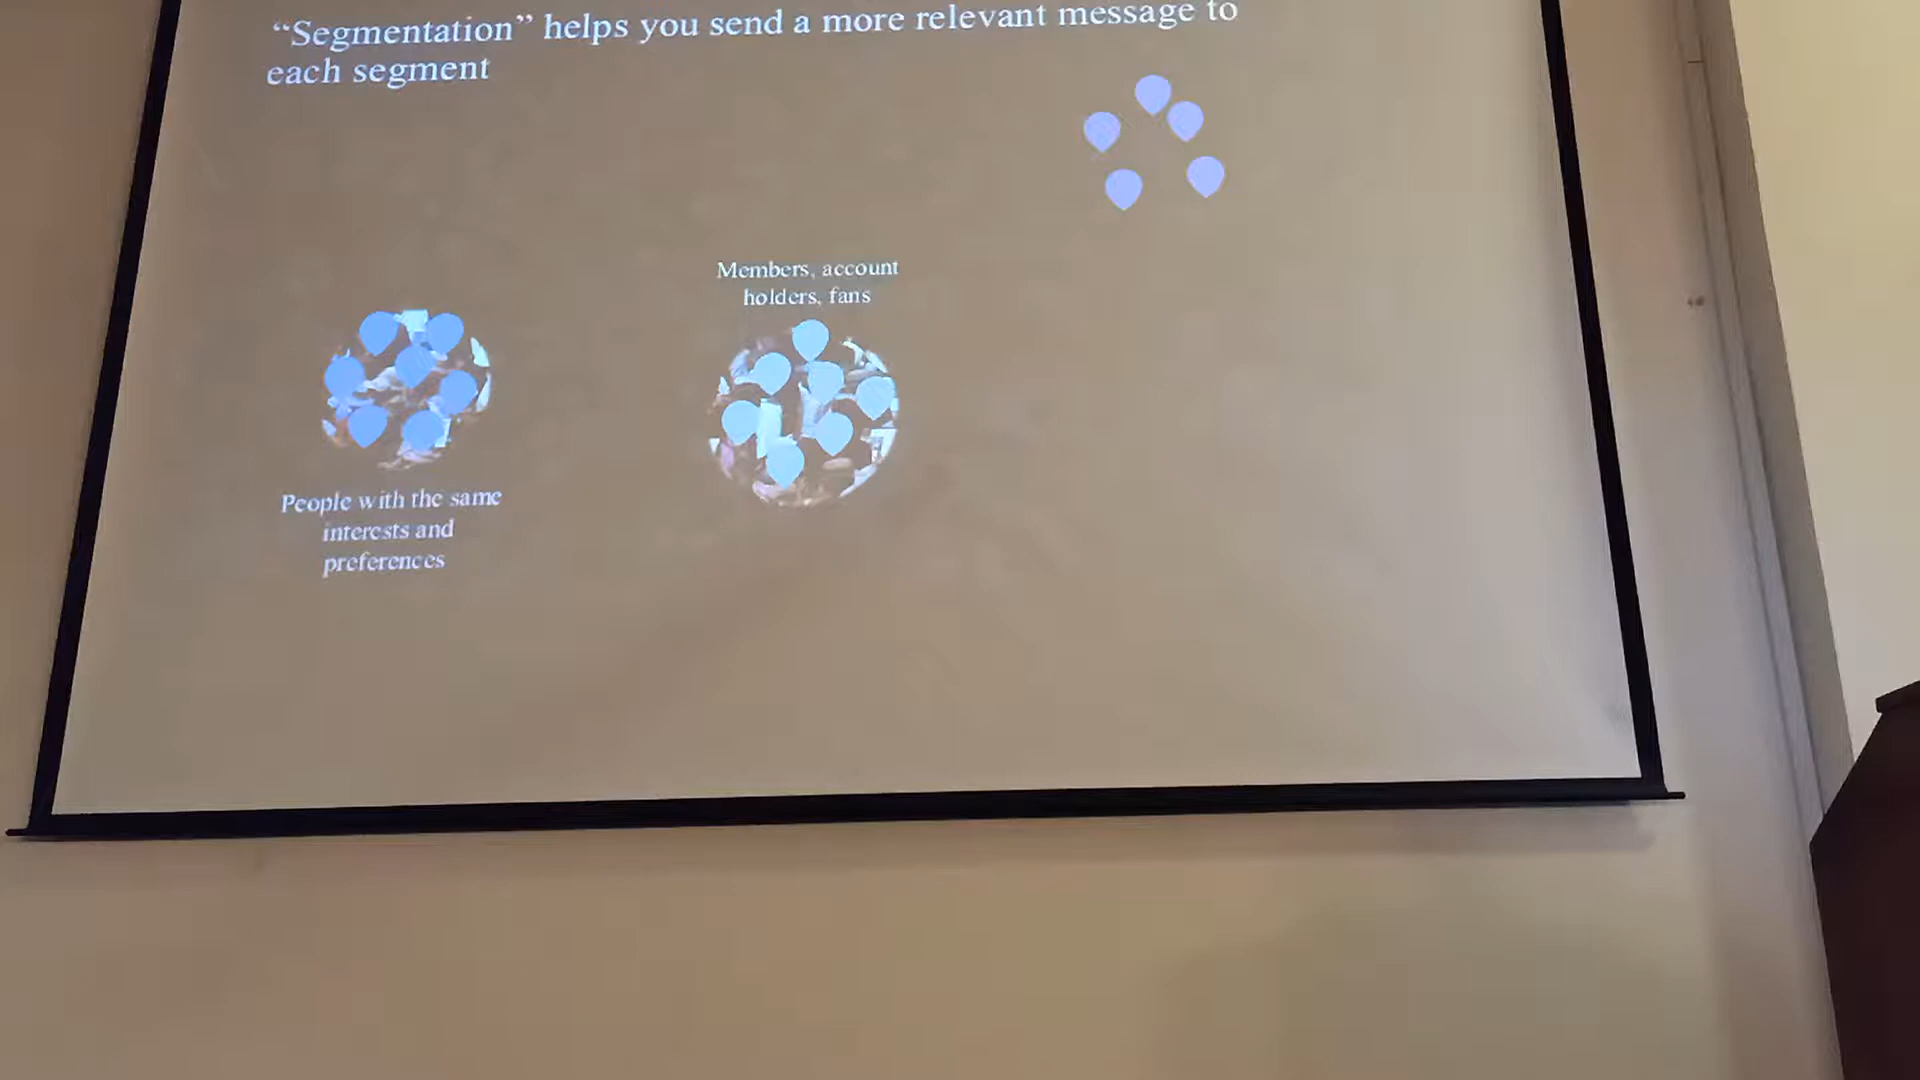 “Segmentation” helps you send a more relevant message to
each segment
Members, account
holders, fans
People with the same
interests and
preferences